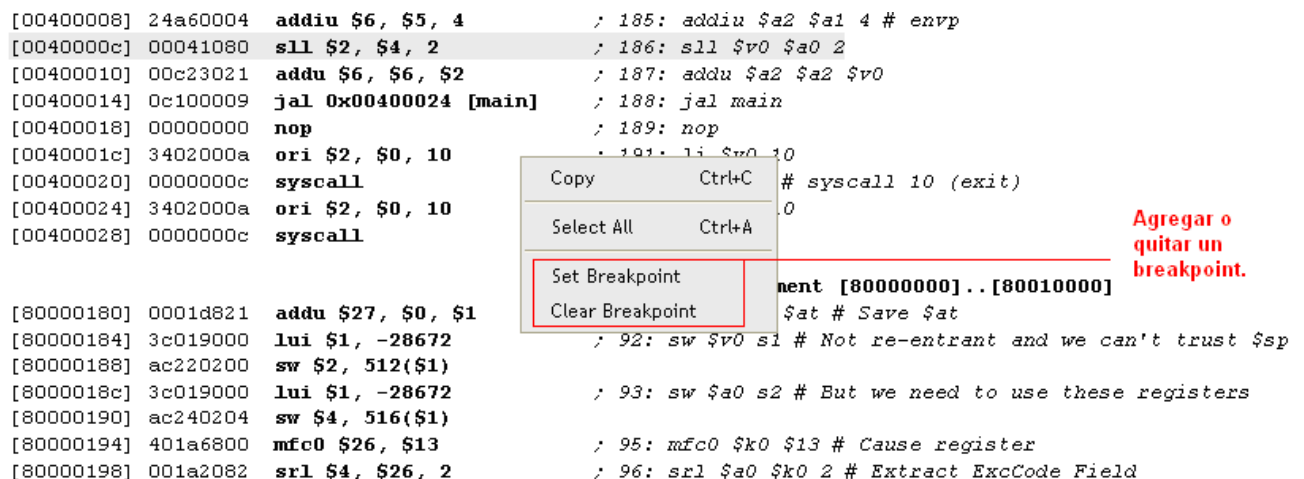 [00400008] 24a60004 addiu $6, $5, 4 ; 185: addiu $a2 $a1 4 # envp
[0040000c] 00041080 sll $2, $4, 2 ; 186: sll $v0 $a0 2
[00400010] 00c23021 addu $6, $6, $2 ; 187: addu $a2 $a2 $v0
[00400014] 0c100009 jal 0x00400024 [main] ; 188: jal main
[00400018] 00000000 nop ; 189: nop
[0040001c] 3402000a ori $2, $0, 10 ; 191: li $v0 10
[00400020] 0000000c syscall # syscall 10 (exit)
[00400024] 3402000a ori $2, $0, 10
[00400028] 0000000c syscall
Copy Ctrl+C
Select All Ctrl+A
Set Breakpoint
Clear Breakpoint
Agregar o
quitar un
breakpoint.
[80000000]..[80010000]
[80000180] 0001d821 addu $27, $0, $1 $at # Save $at
[80000184] 3c019000 lui $1, -28672 ; 92: sw $v0 s1 # Not re-entrant and we can't trust $sp
[80000188] ac220200 sw $2, 512($1)
[8000018c] 3c019000 lui $1, -28672 ; 93: sw $a0 s2 # But we need to use these registers
[80000190] ac240204 sw $4, 516($1)
[80000194] 401a6800 mfc0 $26, $13 ; 95: mfc0 $k0 $13 # Cause register
[80000198] 001a2082 srl $4, $26, 2 ; 96: srl $a0 $k0 2 # Extract ExcCode Field